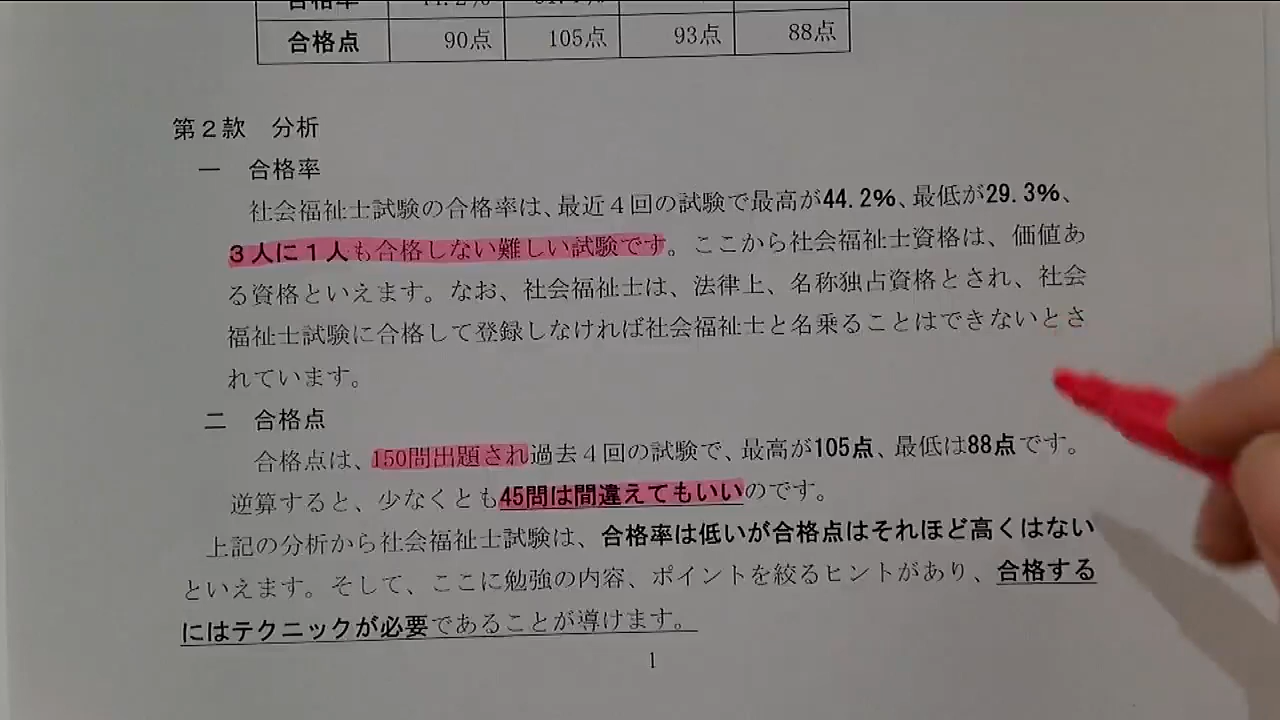 合格率 44.2%
合格点 90点 105点 93点 88点
第２款 分析
一 合格率
社会福祉士試験の合格率は、最近４回の試験で最高が44.2%、最低が29.3%、
３人に１人も合格しない難しい試験です。ここから社会福祉士資格は、価値あ
る資格といえます。なお、社会福祉士は、法律上、名称独占資格とされ、社会
福祉士試験に合格して登録しなければ社会福祉士と名乗ることはできないとさ
れています。
二 合格点
合格点は、150問出題され過去４回の試験で、最高が105点、最低は88点です。
逆算すると、少なくとも45問は間違えてもいいのです。
上記の分析から社会福祉士試験は、合格率は低いが合格点はそれほど高くはない
といえます。そして、ここに勉強の内容、ポイントを絞るヒントがあり、合格する
にはテクニックが必要であることが導けます。
1